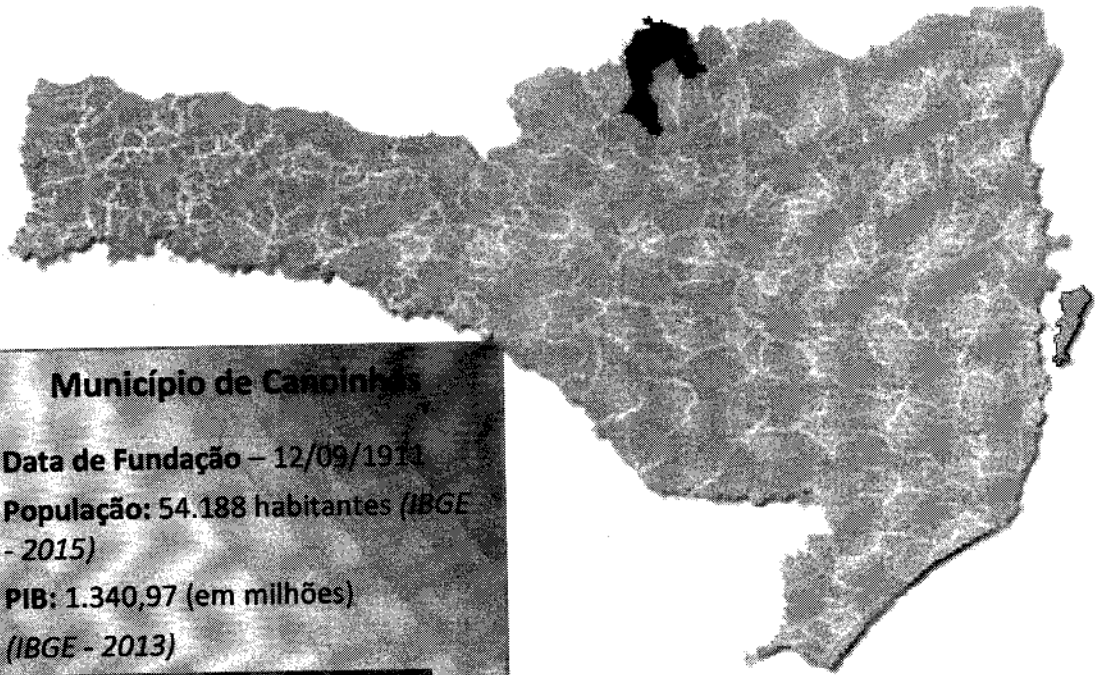 Município de Canoinhas
Data de Fundação – 12/09/1911
População: 54.188 habitantes (IBGE
- 2015)
PIB: 1.340,97 (em milhões)
(IBGE - 2013)